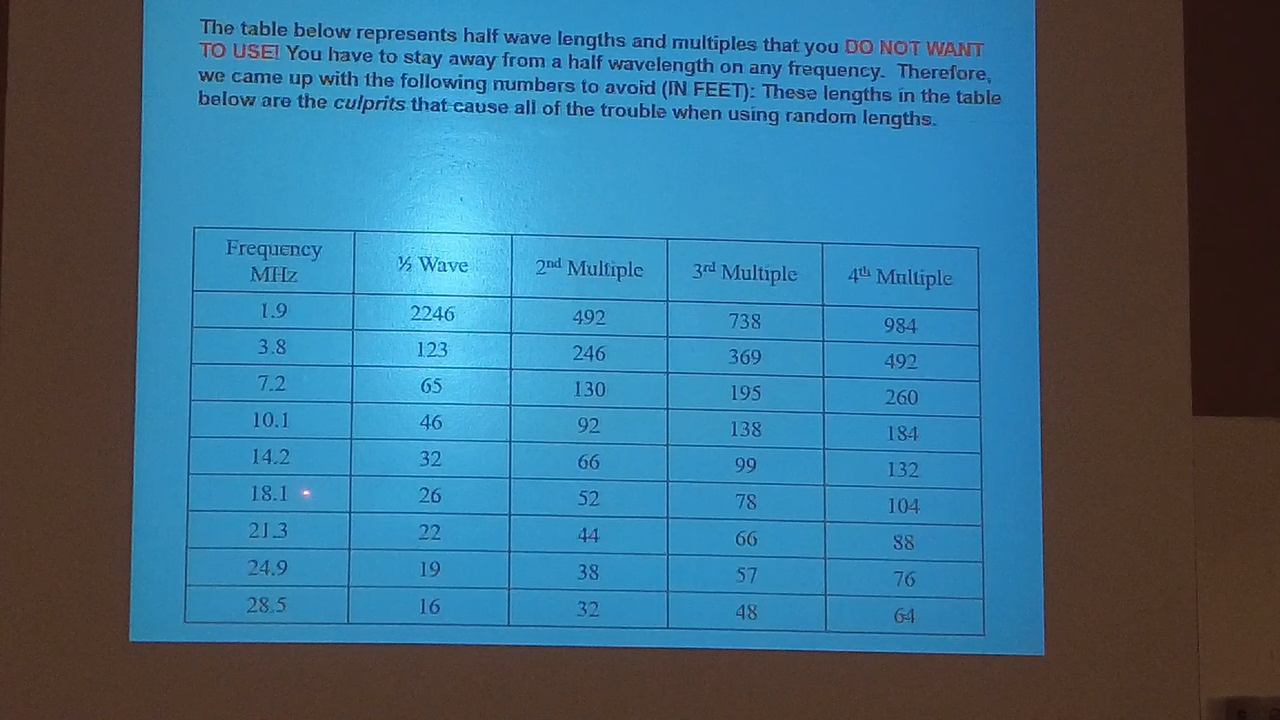 The table below represents half wave lengths and multiples that you DO NOT WANT
TO USE! You have to stay away from a half wavelength on any frequency. Therefore,
we came up with the following numbers to avoid (IN FEET): These lengths in the table
below are the culprits that cause all of the trouble when using random lengths.
Frequency MHz ½ Wave 2nd Multiple 3rd Multiple 4th Multiple
1.9 2246 492 738 984
3.8 123 246 369 492
7.2 65 130 195 260
10.1 46 92 138 184
14.2 32 66 99 132
18.1 26 52 78 104
21.3 22 44 66 88
24.9 19 38 57 76
28.5 16 32 48 64